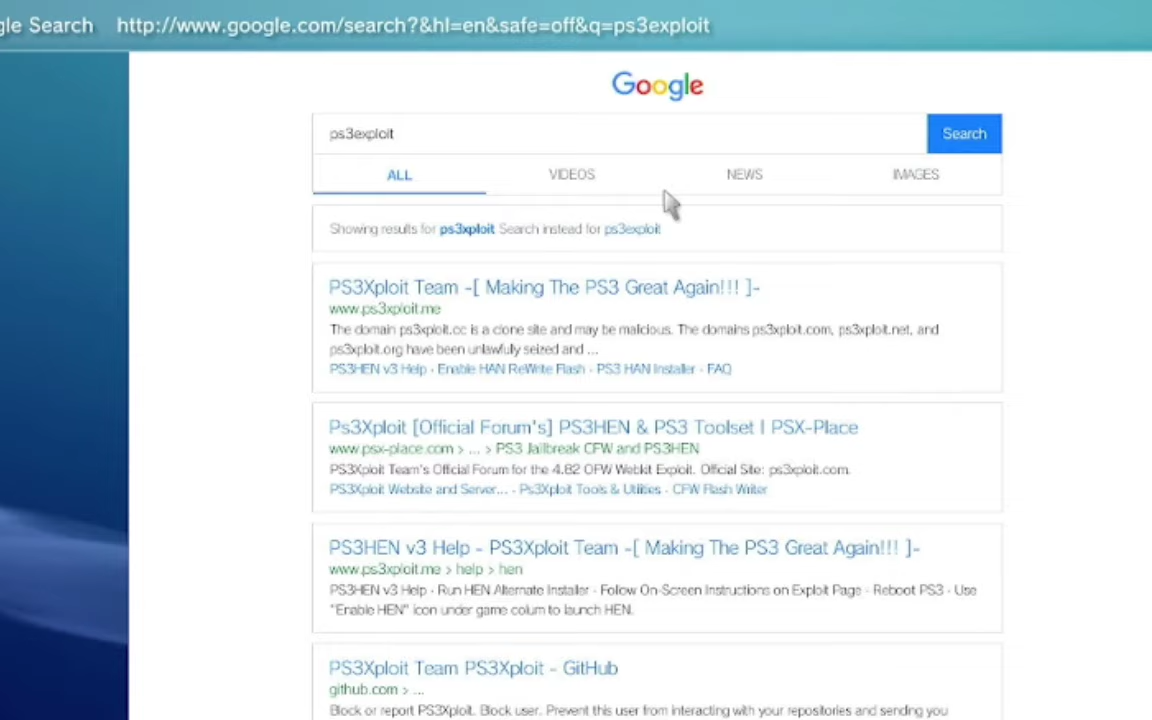 gle Search http://www.google.com/search?&hl=en&safe=off&q=ps3exploit
Google
ps3exploit
Search
ALL VIDEOS NEWS IMAGES
Showing results for ps3xploit Search instead for ps3exploit
PS3Xploit Team -[ Making The PS3 Great Again!!! ]-
www.ps3xploit.me
The domain ps3xploit.cc is a clone site and may be malicious. The domains ps3xploit.com, ps3xploit.net, and
ps3xploit.org have been unlawfuly seized and ...
PS3HEN v3 Help - Enable HAN ReWrite Flash - PS3 HAN Installer - FAQ
Ps3Xploit [Official Forum's] PS3HEN & PS3 Toolset | PSX-Place
www.psx-place.com > ... > PS3 Jailbreak CFW and PS3HEN
PS3Xploit Team's Official Forum for the 4.82 OFW Webkit Exploit. Official Site: ps3xploit.com.
PS3Xploit Website and Server... - Ps3Xploit Tools & Utilities - CFW Flash Writer
PS3HEN v3 Help - PS3Xploit Team -[ Making The PS3 Great Again!!! ]-
www.ps3xploit.me > help > hen
PS3HEN v3 Help - Run HEN Alternate Installer - Follow On-Screen Instructions on Exploit Page - Reboot PS3 - Use
"Enable HEN" icon under game colum to launch HEN.
PS3Xploit Team PS3Xploit - GitHub
github.com > ...
Block or report PS3Xploit. Block user. Prevent this user from interacting with your repositories and sending you